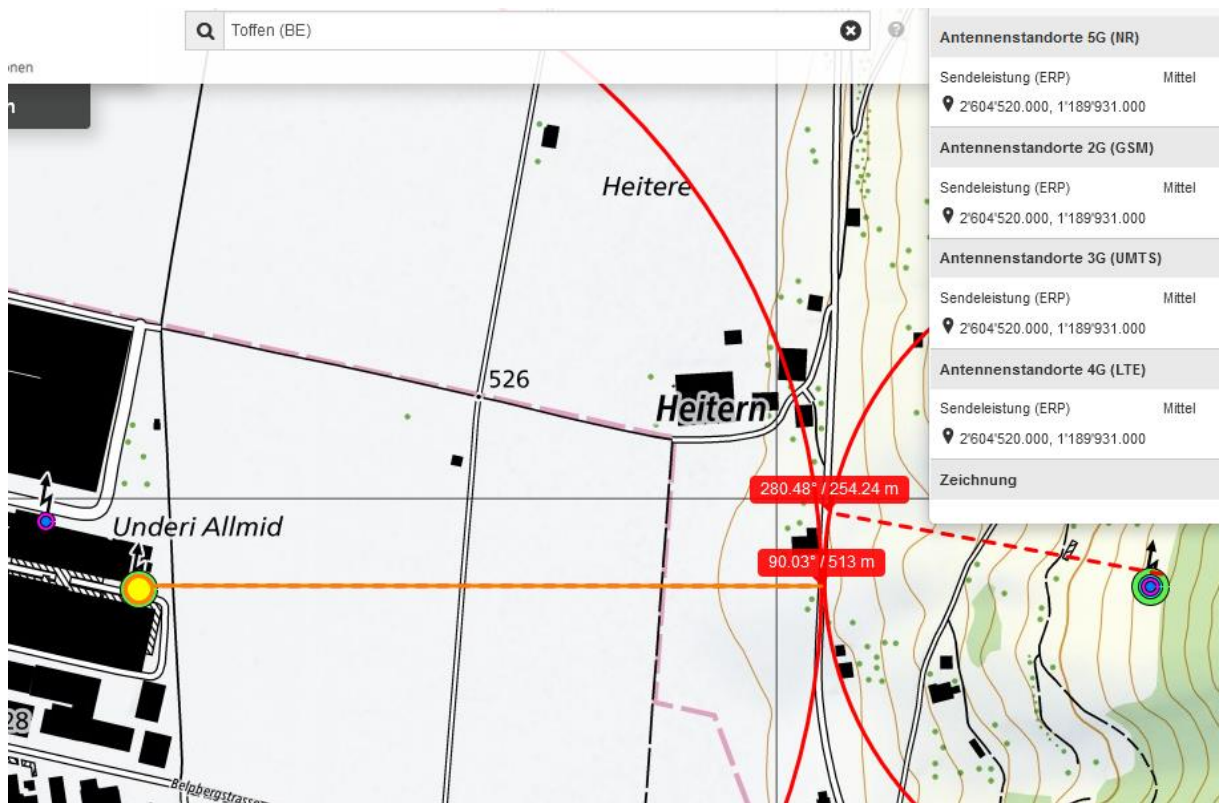 Toffen (BE)
onen
n
Antennenstandorte 5G (NR)
Sendeleistung (ERP) Mittel
2'604'520.000, 1'189'931.000
Antennenstandorte 2G (GSM)
Sendeleistung (ERP) Mittel
2'604'520.000, 1'189'931.000
Antennenstandorte 3G (UMTS)
Sendeleistung (ERP) Mittel
2'604'520.000, 1'189'931.000
Antennenstandorte 4G (LTE)
Sendeleistung (ERP) Mittel
2'604'520.000, 1'189'931.000
Zeichnung
Heitere
526
Heitern
280.48° / 254.24 m
Underi Allmid
90.03° / 513 m
28
Belpbergstrasse